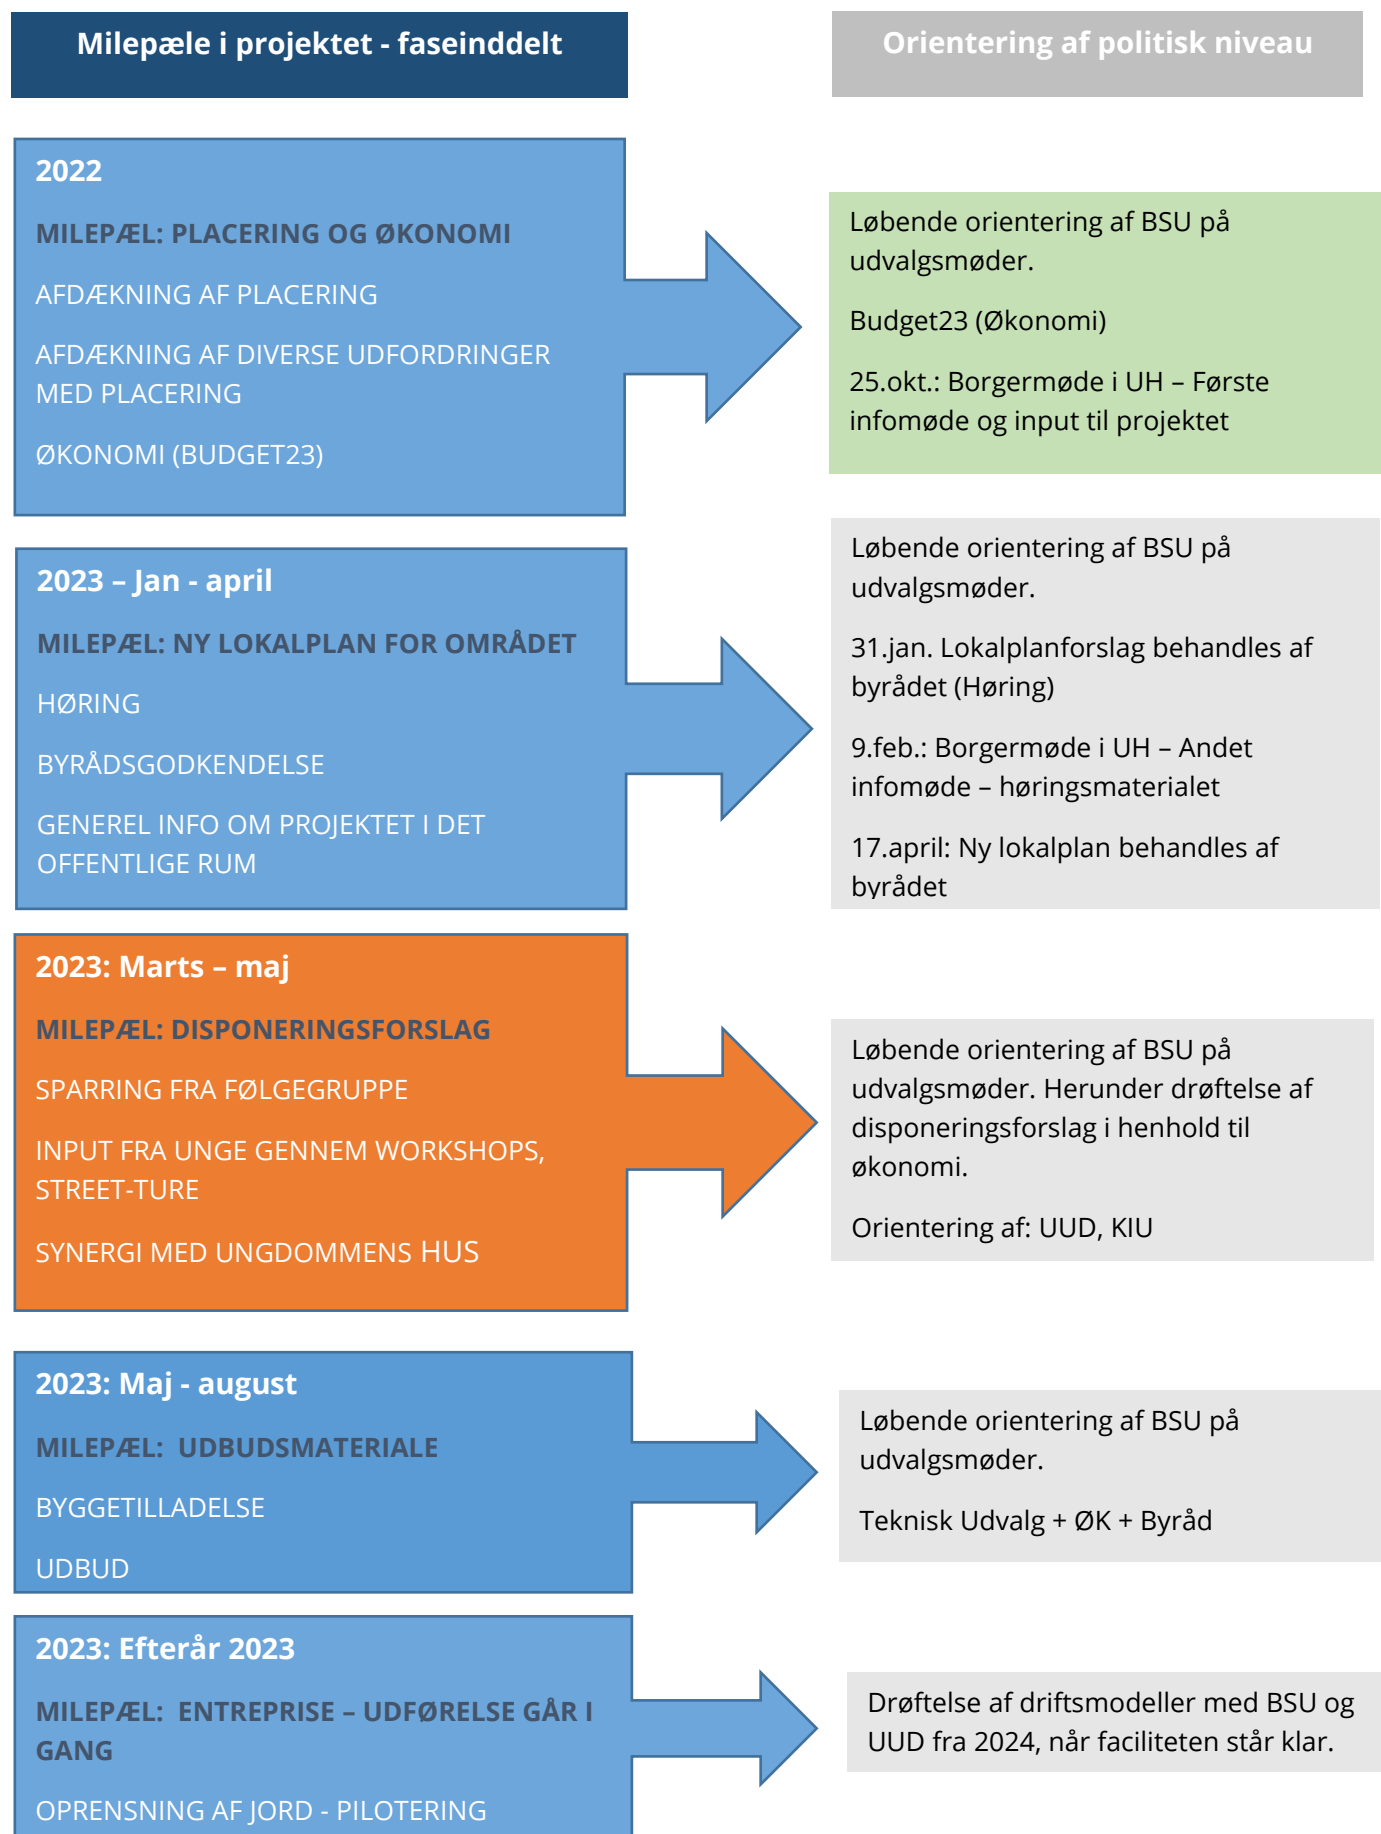 Milepæle i projektet - faseinddelt
Orientering af politisk niveau
2022
MILEPÆL: PLACERING OG ØKONOMI
AFDÆKNING AF PLACERING
AFDÆKNING AF DIVERSE UDFORDRINGER
MED PLACERING
ØKONOMI (BUDGET23)
Løbende orientering af BSU på
udvalgsmøder.
Budget23 (Økonomi)
25.okt.: Borgermøde i UH – Første
infomøde og input til projektet
2023 – Jan - april
MILEPÆL: NY LOKALPLAN FOR OMRÅDET
HØRING
BYRÅDSGODKENDELSE
GENEREL INFO OM PROJEKTET I DET
OFFENTLIGE RUM
Løbende orientering af BSU på
udvalgsmøder.
31.jan. Lokalplanforslag behandles af
byrådet (Høring)
9.feb.: Borgermøde i UH – Andet
infomøde – høringsmaterialet
17.april: Ny lokalplan behandles af
byrådet
2023: Marts – maj
MILEPÆL: DISPONERINGSFORSLAG
SPARRING FRA FØLGEGRUPPE
INPUT FRA UNGE GENNEM WORKSHOPS,
STREET-TURE
SYNERGI MED UNGDOMMENS HUS
Løbende orientering af BSU på
udvalgsmøder. Herunder drøftelse af
disponeringsforslag i henhold til
økonomi.
Orientering af: UUD, KIU
2023: Maj - august
MILEPÆL:  UDBUDSMATERIALE
BYGGETILLADELSE
UDBUD
Løbende orientering af BSU på
udvalgsmøder.
Teknisk Udvalg + ØK + Byråd
2023: Efterår 2023
MILEPÆL:  ENTREPRISE – UDFØRELSE GÅR I
GANG
OPRENSNING AF JORD - PILOTERING
Drøftelse af driftsmodeller med BSU og
UUD fra 2024, når faciliteten står klar.